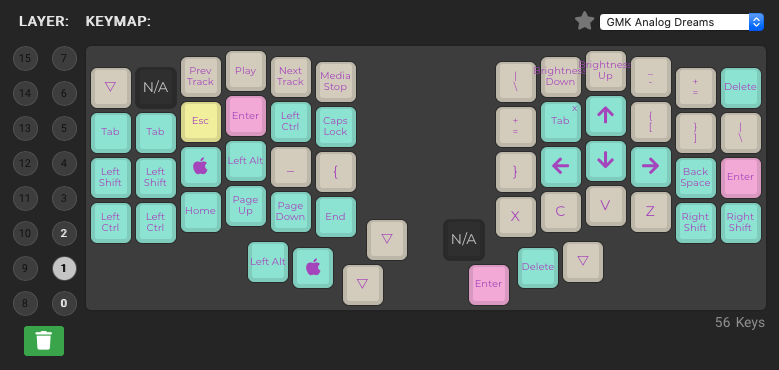 LAYER: KEYMAP: GMK Analog Dreams
15 7
14 6
13 5
12 4
11 3
10 2
9 1
8 0
▽ N/A Prev Track Play Next Track Media Stop
Tab Tab Esc Enter Left Ctrl Caps Lock
Left Shift Left Shift Left Alt _ {
Left Ctrl Left Ctrl Home Page Up Page Down End
▽
Left Alt ▽
| \ Brightness Down Brightness Up _ - + = Delete
+ = Tab x ↑ { [ } ] | \
} ← ↓ → Back Space Enter
X C V Z Right Shift Right Shift
N/A
Enter Delete ▽
56 Keys